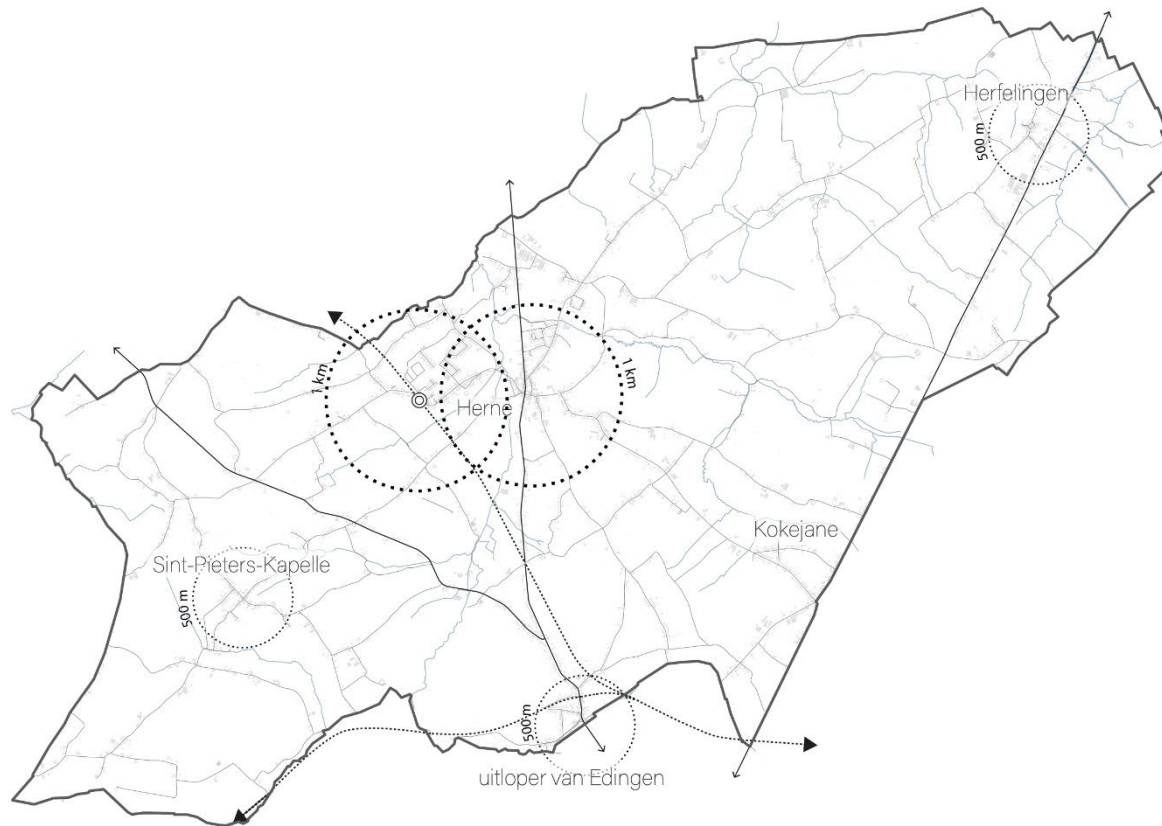 Herfelingen
500 m
1 km
1 km
Herne
Kokejane
Sint-Pieters-Kapelle
500 m
500 m
uitloper van Edingen